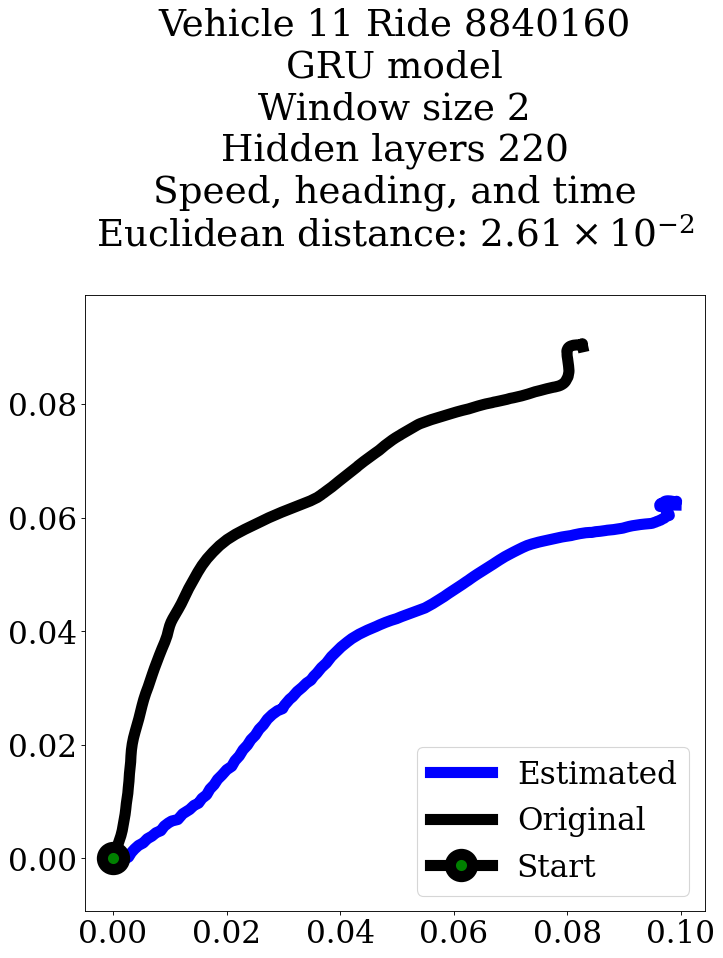 Vehicle 11 Ride 8840160
GRU model
Window size 2
Hidden layers 220
Speed, heading, and time
Euclidean distance: 2.61 × 10⁻²
0.08
0.06
0.04
0.02
0.00
Estimated
Original
Start
0.00 0.02 0.04 0.06 0.08 0.10